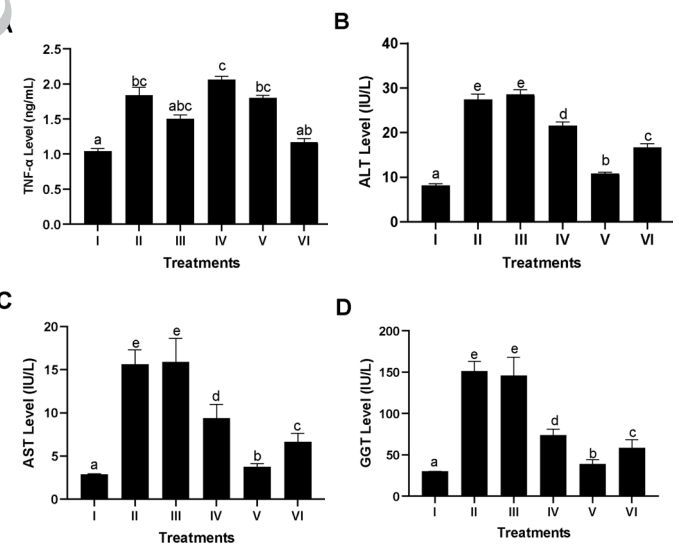 A
TNF-α Level (ng/mL)
2.5
2.0
1.5
1.0
0.5
0.0
a
bc
abc
c
bc
ab
I II III IV V VI
Treatments
B
ALT Level (IU/L)
40
30
20
10
0
a
e
e
d
b
c
I II III IV V VI
Treatments
C
AST Level (IU/L)
20
15
10
5
0
a
e
e
d
b
c
I II III IV V VI
Treatments
D
GGT Level (IU/L)
200
150
100
50
0
a
e
e
d
b
c
I II III IV V VI
Treatments